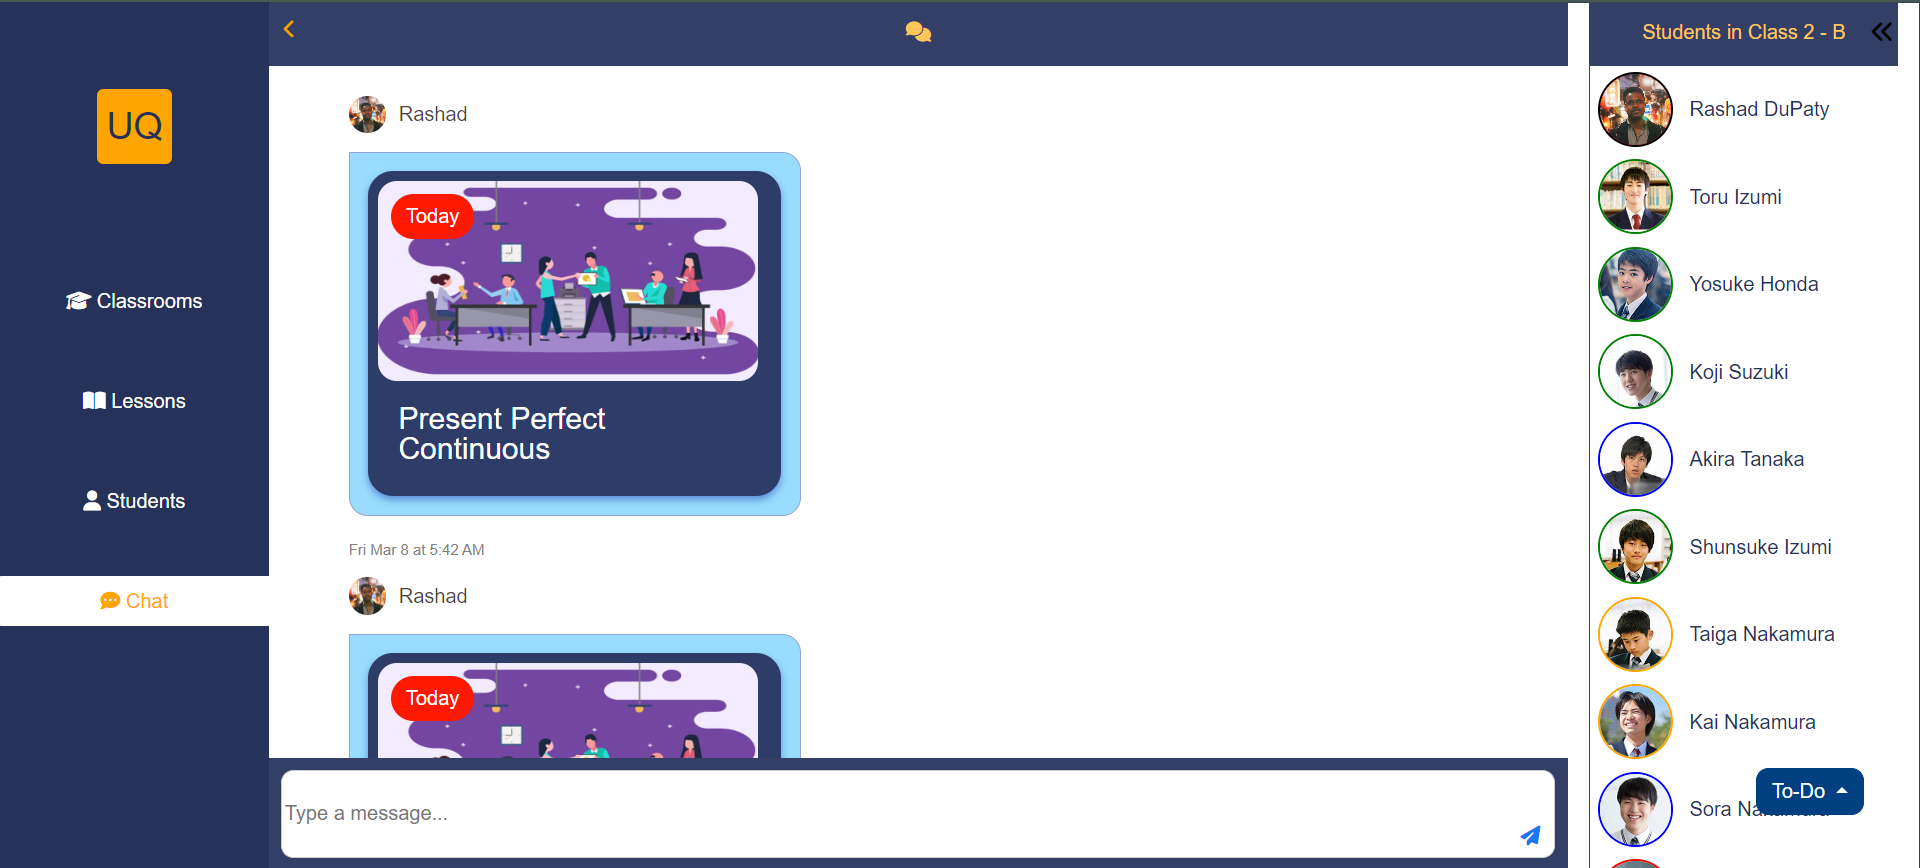 UQ
Classrooms
Lessons
Students
Chat
Rashad
Today
Present Perfect
Continuous
Fri Mar 8 at 5:42 AM
Rashad
Today
Type a message...
Students in Class 2 - B
Rashad DuPaty
Toru Izumi
Yosuke Honda
Koji Suzuki
Akira Tanaka
Shunsuke Izumi
Taiga Nakamura
Kai Nakamura
Sora Nakamura
To-Do